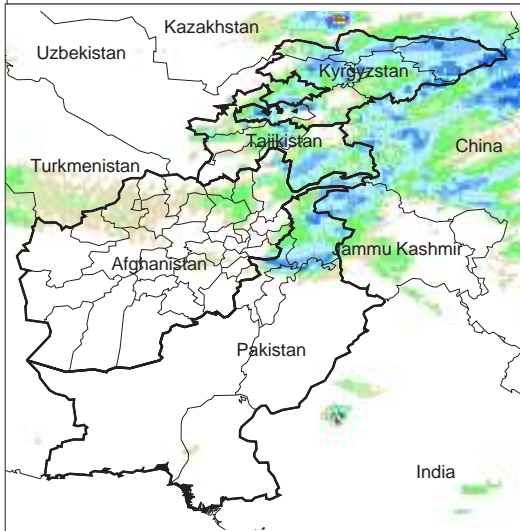 Kazakhstan
Uzbekistan
Kyrgyzstan
Tajikistan
China
Turkmenistan
Jammu Kashmir
Afghanistan
Pakistan
India